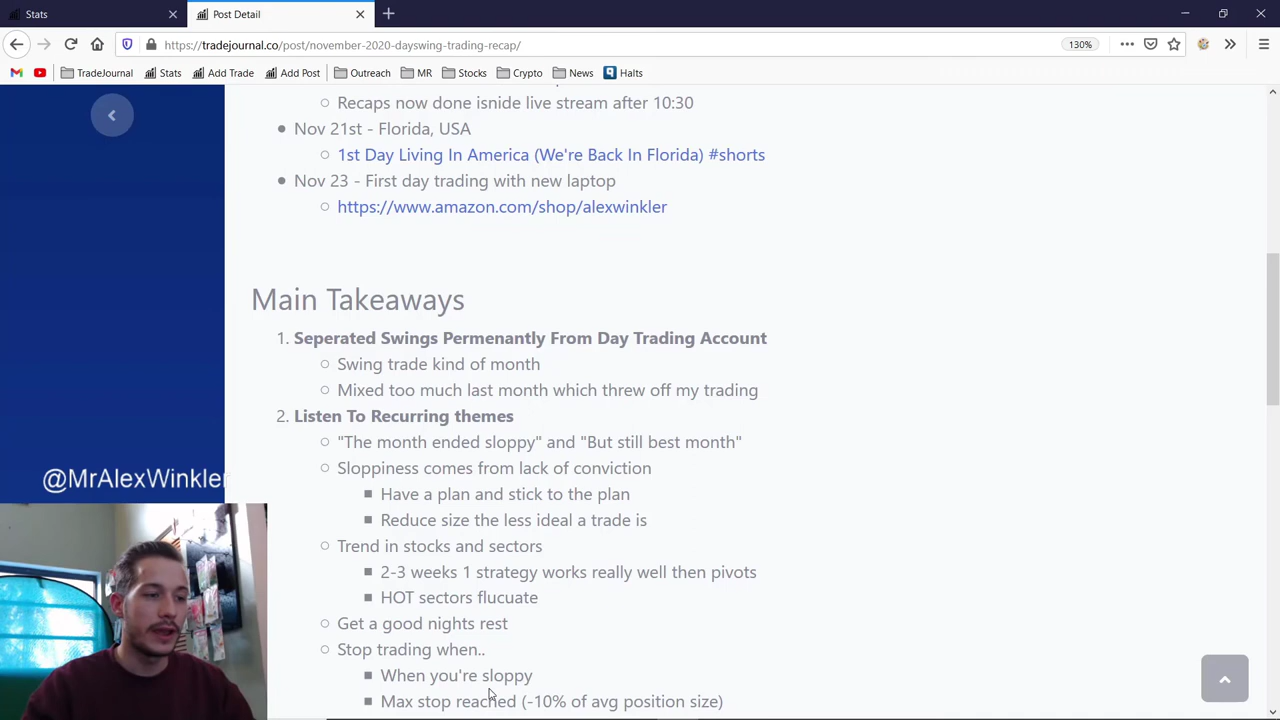 Stats
Post Detail
https://tradejournal.co/post/november-2020-dayswing-trading-recap/
130%
TradeJournal
Stats
Add Trade
Add Post
Outreach
MR
Stocks
Crypto
News
Halts
Recaps now done isnide live stream after 10:30
Nov 21st - Florida, USA
1st Day Living In America (We're Back In Florida) #shorts
Nov 23 - First day trading with new laptop
https://www.amazon.com/shop/alexwinkler
Main Takeaways
1. Seperated Swings Permenantly From Day Trading Account
Swing trade kind of month
Mixed too much last month which threw off my trading
2. Listen To Recurring themes
"The month ended sloppy" and "But still best month"
Sloppiness comes from lack of conviction
Have a plan and stick to the plan
Reduce size the less ideal a trade is
Trend in stocks and sectors
2-3 weeks 1 strategy works really well then pivots
HOT sectors flucuate
Get a good nights rest
Stop trading when..
When you're sloppy
Max stop reached (-10% of avg position size)
@MrAlexWinkler